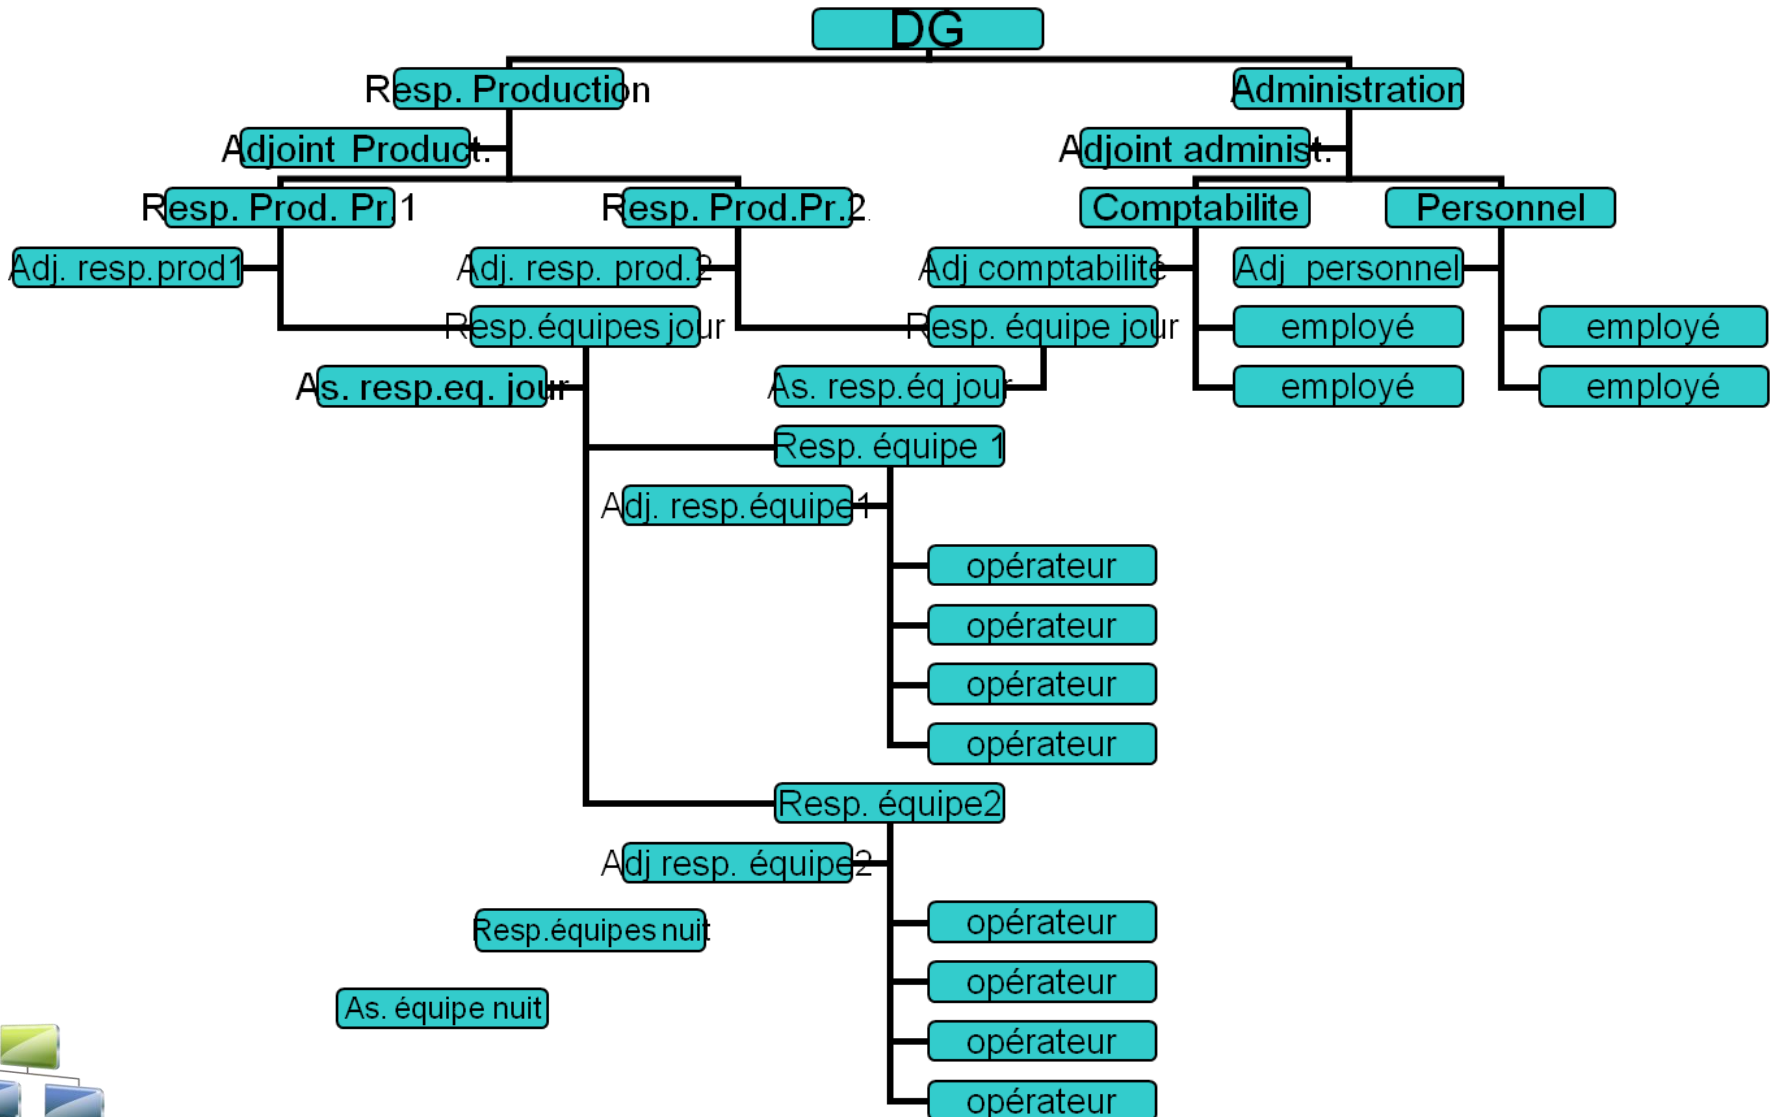 DG
Resp. Production
Administration
Adjoint Product.
Adjoint administ.
Resp. Prod. Pr.1
Resp. Prod.Pr.2.
Comptabilite
Personnel
Adj. resp.prod1
Adj. resp. prod.2
Adj comptabilité
Adj personnel
Resp.équipes jour
Resp. équipe jour
employé
employé
As. resp.eq. jour
As. resp.éq jour
employé
employé
Resp. équipe 1
Adj. resp.équipe1
opérateur
opérateur
opérateur
opérateur
Resp. équipe2
Adj resp. équipe2
Resp.équipes nuit
opérateur
opérateur
As. équipe nuit
opérateur
opérateur